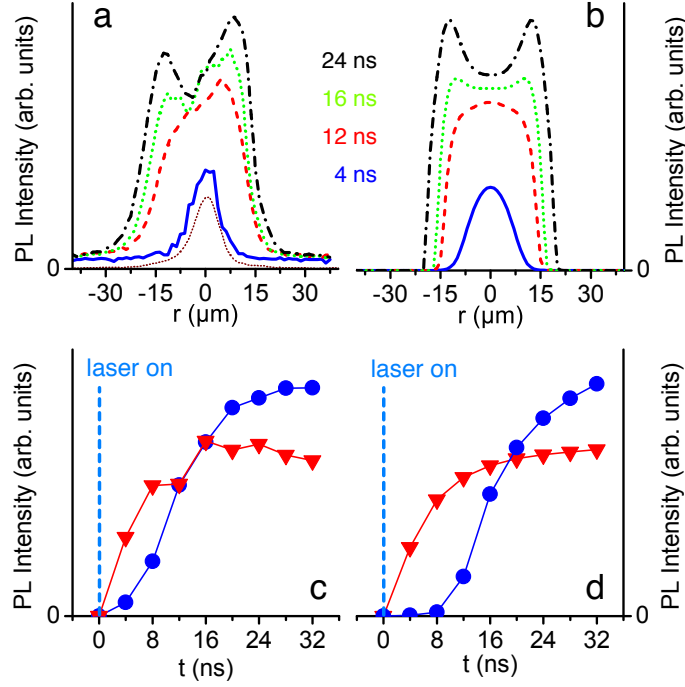 a
b
PL Intensity (arb. units)
0
24 ns
16 ns
12 ns
4 ns
PL Intensity (arb. units)
0
-30 -15 0 15 30
r (µm)
-30 -15 0 15 30
r (µm)
laser on
laser on
PL Intensity (arb. units)
0
c
d
PL Intensity (arb. units)
0
0 8 16 24 32
t (ns)
0 8 16 24 32
t (ns)